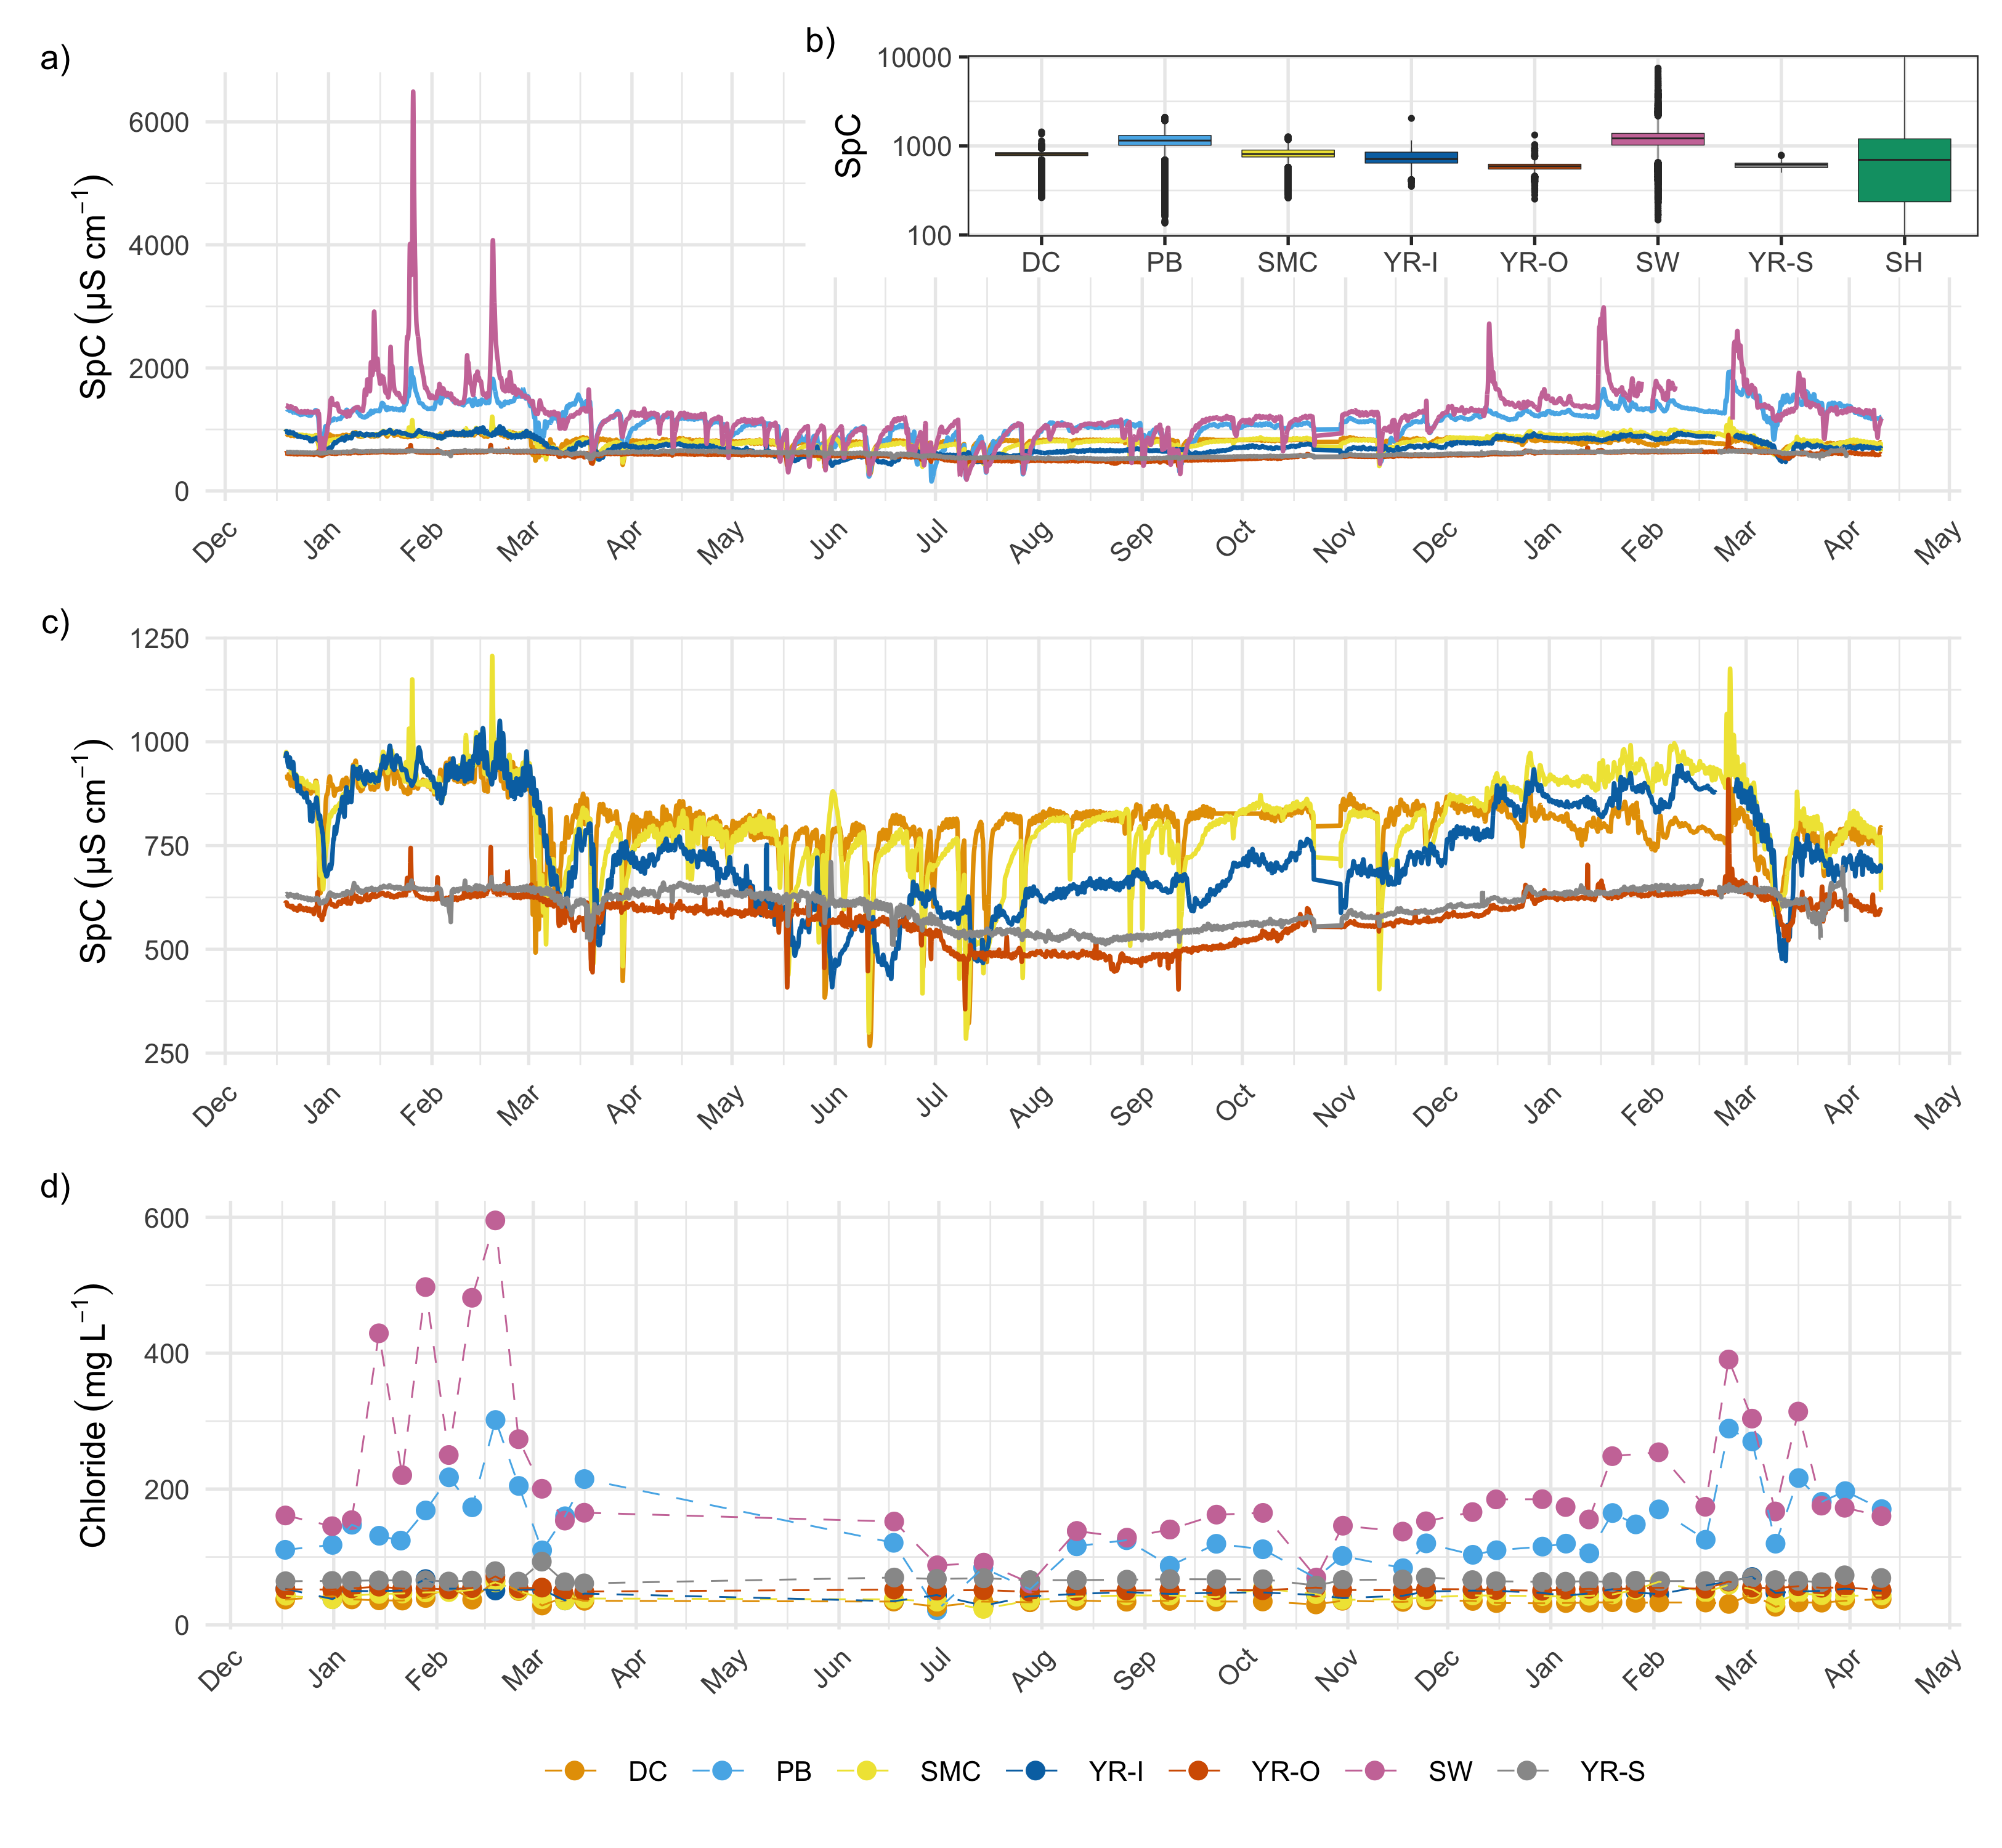 a)
b)
SpC
10000
1000
100
DC PB SMC YR-I YR-O SW YR-S SH
SpC (µS cm⁻¹)
6000
4000
2000
0
Dec Jan Feb Mar Apr May Jun Jul Aug Sep Oct Nov Dec Jan Feb Mar Apr May
c)
SpC (µS cm⁻¹)
1250
1000
750
500
250
Dec Jan Feb Mar Apr May Jun Jul Aug Sep Oct Nov Dec Jan Feb Mar Apr May
d)
Chloride (mg L⁻¹)
600
400
200
0
Dec Jan Feb Mar Apr May Jun Jul Aug Sep Oct Nov Dec Jan Feb Mar Apr May
DC PB SMC YR-I YR-O SW YR-S